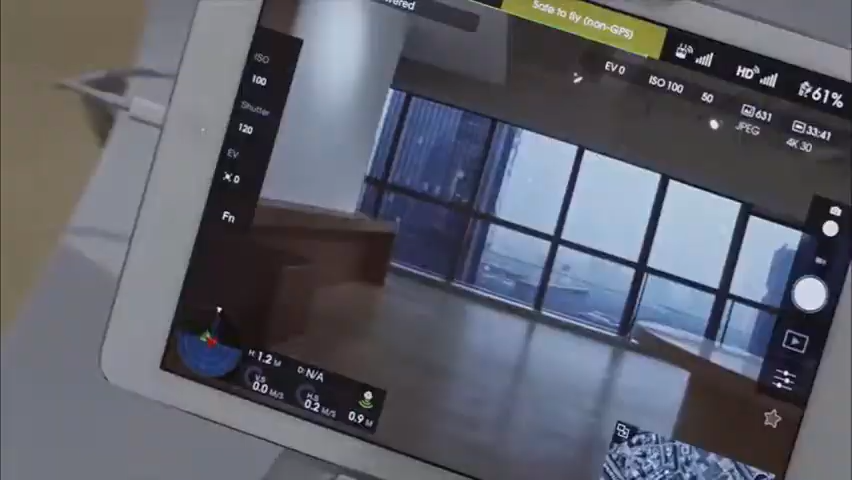 Safe to fly (non-GPS)
HD
61%
EV 0
ISO 100
50
631
JPEG
33:41
4K 30
ISO
100
Shutter
120
EV
0
Fn
H: 1.2 M
D: N/A
V.S
0.0 M/S
H.S
0.2 M/S
0.9 M